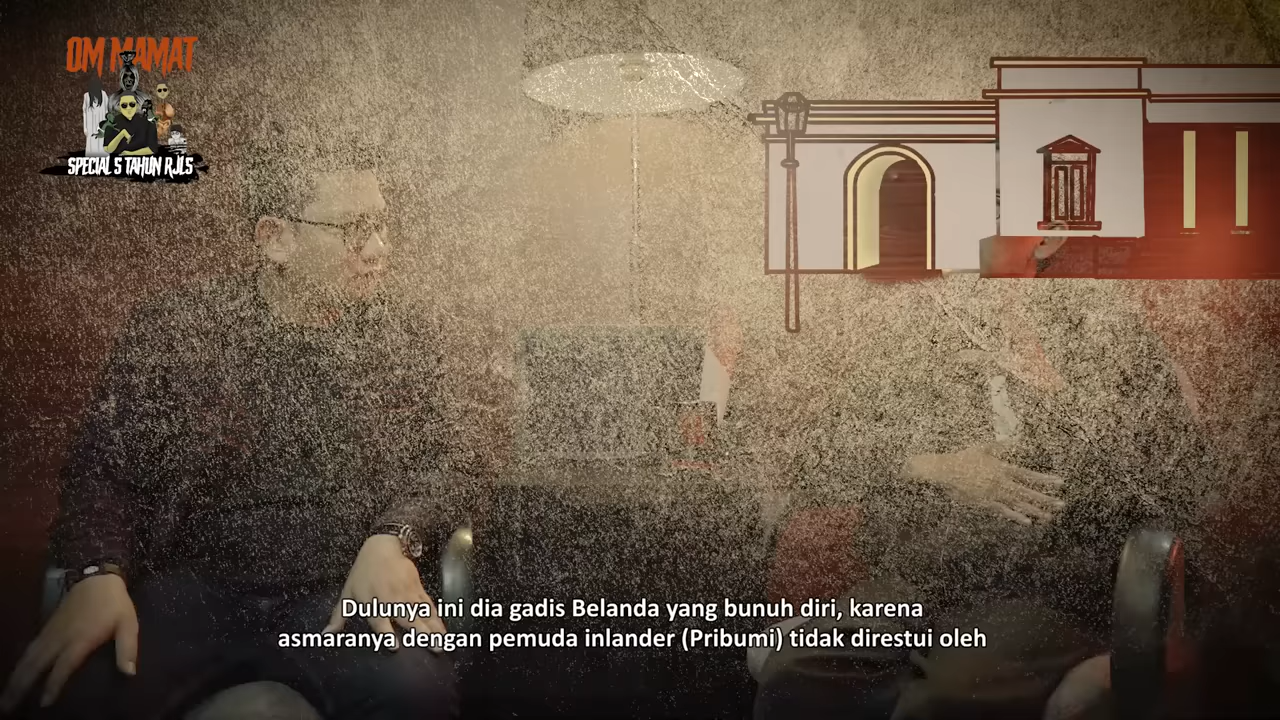 OM MAMAT
SPECIAL 5 TAHUN RJL5
Dulunya ini dia gadis Belanda yang bunuh diri, karena
asmaranya dengan pemuda inlander (Pribumi) tidak direstui oleh